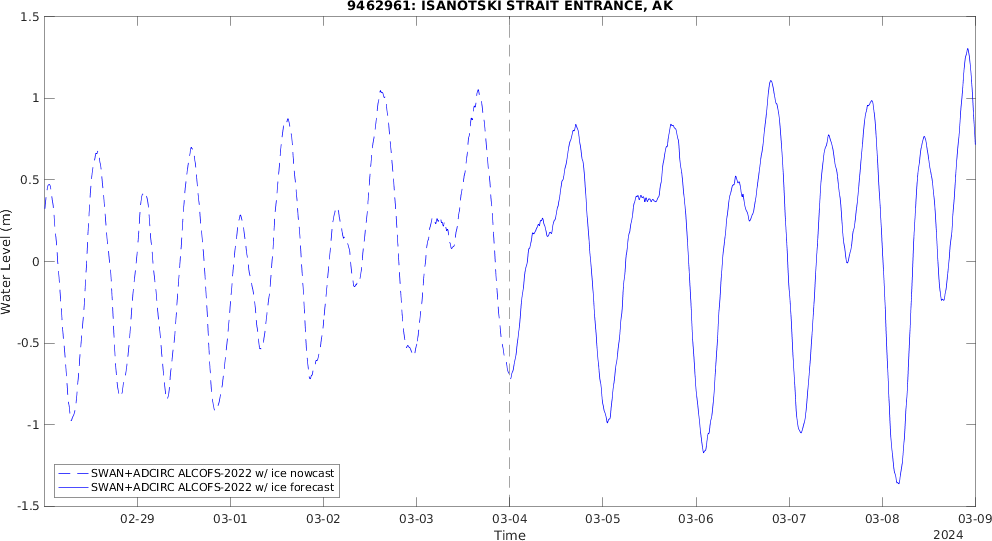 9462961: ISANOTSKI STRAIT ENTRANCE, AK
1.5
1
0.5
0
-0.5
-1
-1.5
Water Level (m)
SWAN+ADCIRC ALCOFS-2022 w/ ice nowcast
SWAN+ADCIRC ALCOFS-2022 w/ ice forecast
02-29 03-01 03-02 03-03 03-04 03-05 03-06 03-07 03-08 03-09
Time
2024